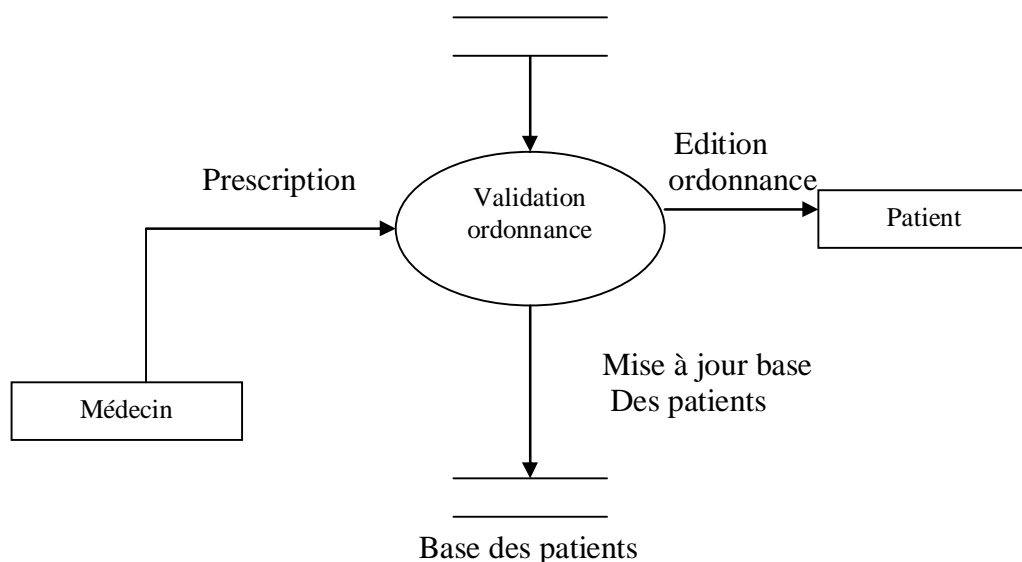 Prescription
Edition
ordonnance
Validation
ordonnance
Patient
Médecin
Mise à jour base
Des patients
Base des patients